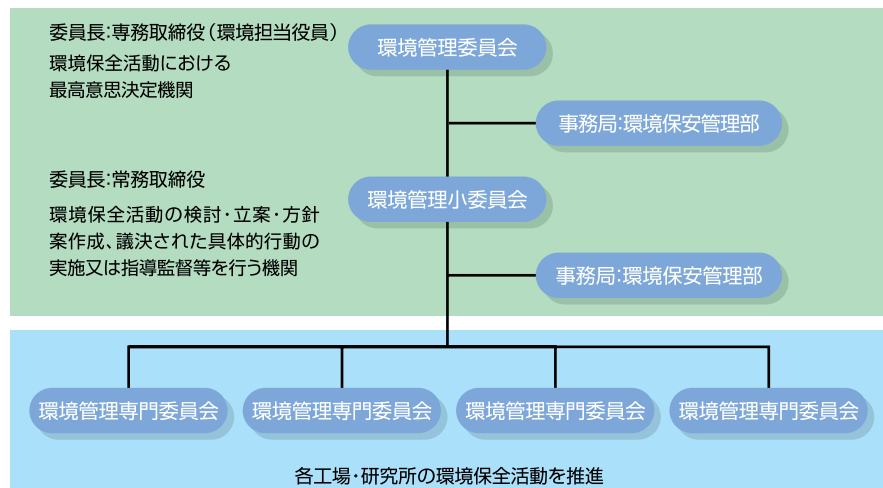 委員長:専務取締役(環境担当役員)
環境保全活動における
最高意思決定機関
環境管理委員会
事務局:環境保安管理部
委員長:常務取締役
環境保全活動の検討・立案・方針
案作成、議決された具体的行動の
実施又は指導監督等を行う機関
環境管理小委員会
事務局:環境保安管理部
環境管理専門委員会
環境管理専門委員会
環境管理専門委員会
環境管理専門委員会
各工場・研究所の環境保全活動を推進